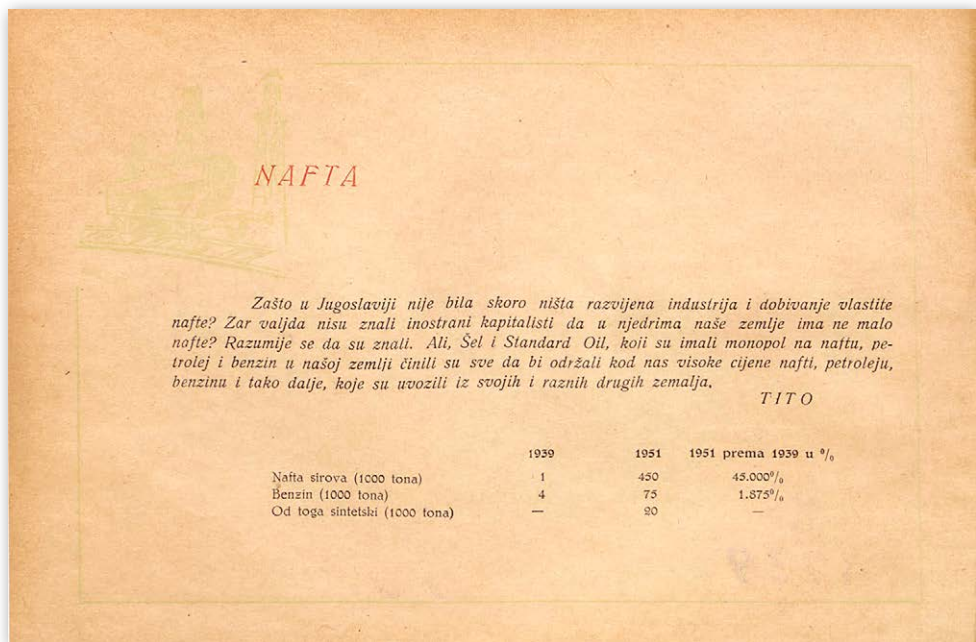 NAFTA
Zašto u Jugoslaviji nije bila skoro ništa razvijena industrija i dobivanje vlastite
nafte? Zar valjda nisu znali inostrani kapitalisti da u njedrima naše zemlje ima ne malo
nafte? Razumije se da su znali. Ali, Šel i Standard Oil, koji su imali monopol na naftu, pe-
trolej i benzin u našoj zemlji činili su sve da bi održali kod nas visoke cijene nafti, petroleju,
benzinu i tako dalje, koje su uvozili iz svojih i raznih drugih zemalja.
TITO
1939 1951 1951 prema 1939 u %
Nafta sirova (1000 tona) 1 450 45.000%
Benzin (1000 tona) 4 75 1.875%
Od toga sintetski (1000 tona) — 20 —